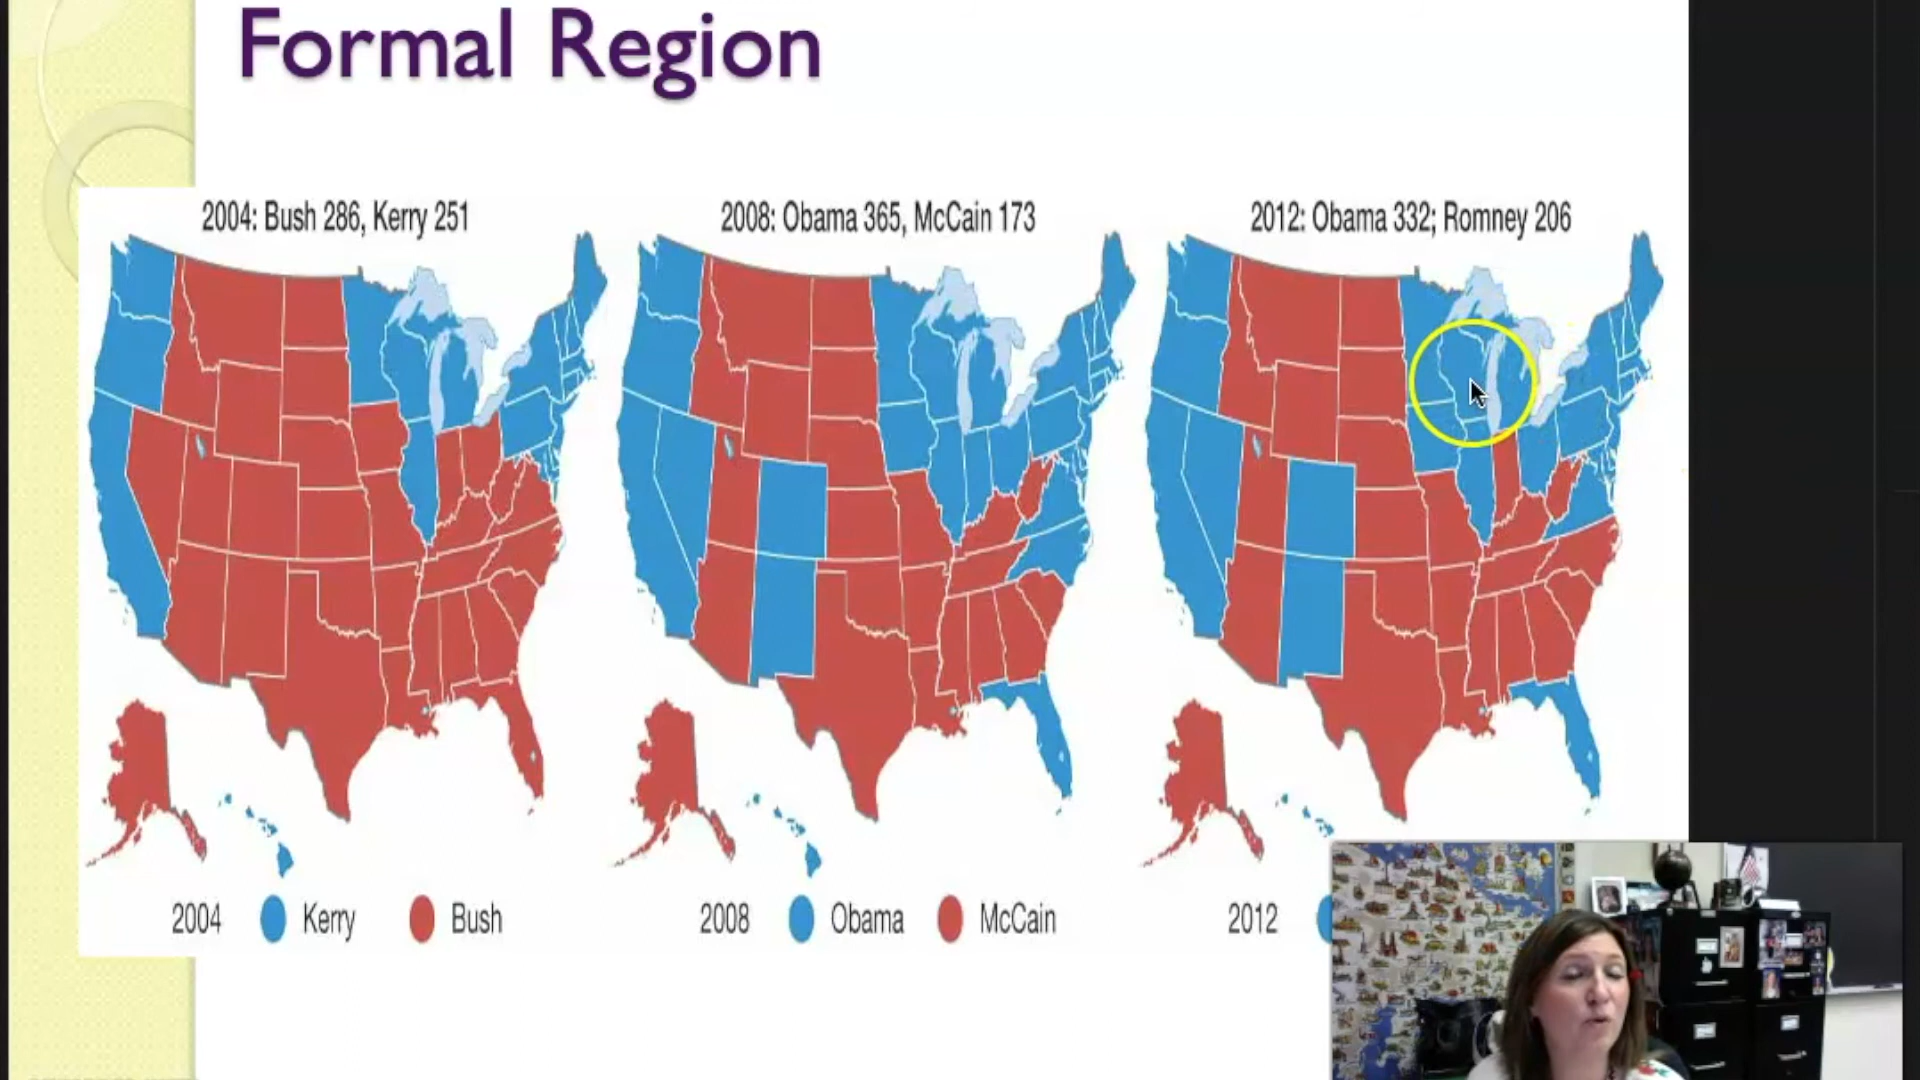 Formal Region
2004: Bush 286, Kerry 251
2008: Obama 365, McCain 173
2012: Obama 332; Romney 206
2004 Kerry Bush
2008 Obama McCain
2012